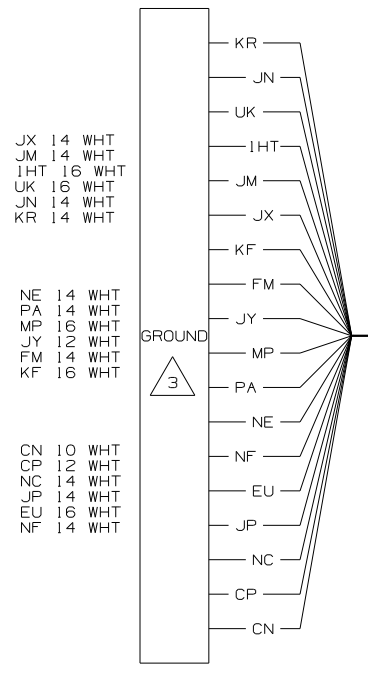 JX 14 WHT
JM 14 WHT
1HT 16 WHT
UK 16 WHT
JN 14 WHT
KR 14 WHT
NE 14 WHT
PA 14 WHT
MP 16 WHT
JY 12 WHT
FM 14 WHT
KF 16 WHT
CN 10 WHT
CP 12 WHT
NC 14 WHT
JP 14 WHT
EU 16 WHT
NF 14 WHT
GROUND
3
KR
JN
UK
1HT
JM
JX
KF
FM
JY
MP
PA
NE
NF
EU
JP
NC
CP
CN